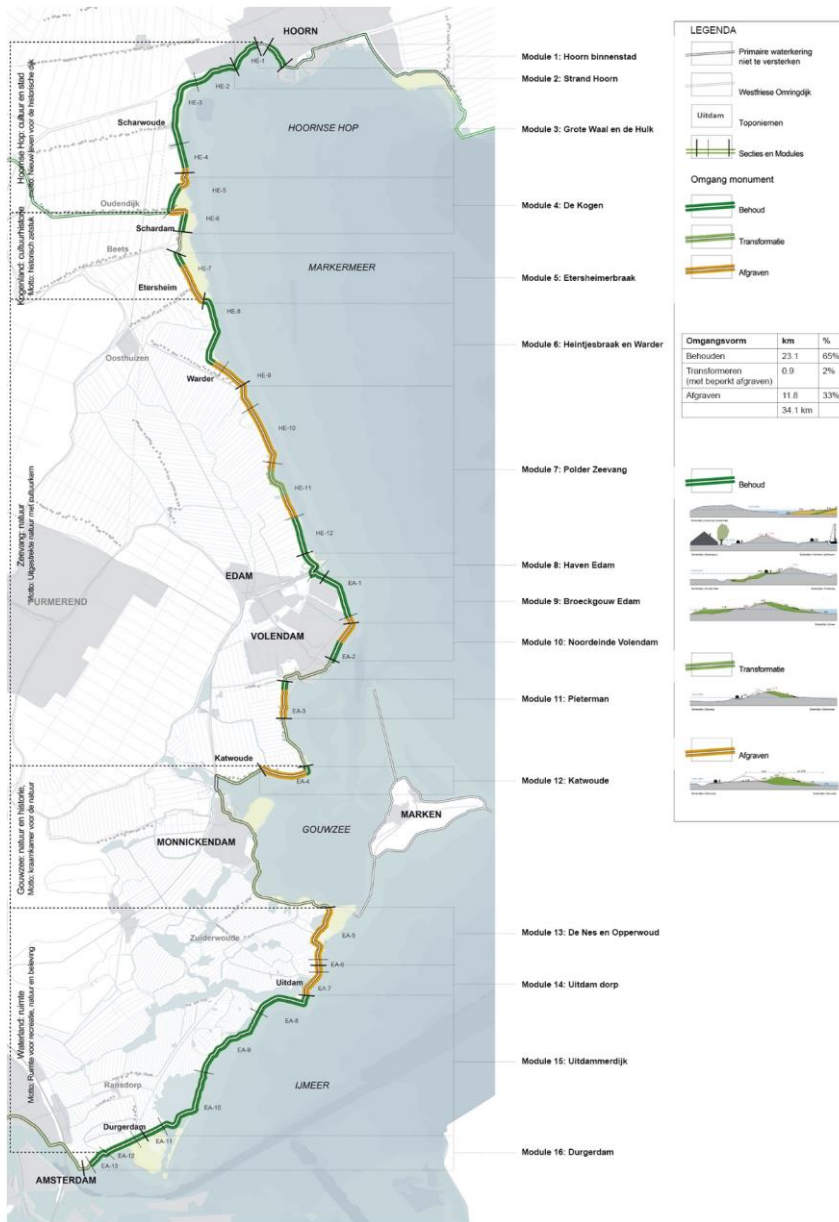 HOORN
HE-1
HE-2
HE-3
Scharwoude
HOORNSE HOP
HE-4
HE-5
Oudendijk
HE-6
Schardam
Beets
HE-7
MARKERMEER
Etersheim
HE-8
Oosthuizen
Warder
HE-9
HE-10
HE-11
HE-12
EDAM
EA-1
PURMEREND
VOLENDAM
EA-2
EA-3
Katwoude
EA-4
MARKEN
GOUWZEE
MONNICKENDAM
Zuiderwoude
EA-5
EA-6
Uitdam
EA-7
EA-8
EA-9
Ransdorp
IJMEER
EA-10
Durgerdam
EA-11
EA-12
EA-13
AMSTERDAM
Hoornse Hop: cultuur en stad
Motto: Nieuw leven voor de historische dijk
Kogenland: cultuurhistorie
Motto: historisch zetstuk
Zeevang: natuur
Motto: Uitgestrekte natuur met cultuurkern
Gouwzee: natuur en historie,
Motto: kraamkamer voor de natuur
Waterland: ruimte
Motto: Ruimte voor recreatie, natuur en beleving
Module 1: Hoorn binnenstad
Module 2: Strand Hoorn
Module 3: Grote Waal en de Hulk
Module 4: De Kogen
Module 5: Etersheimerbraak
Module 6: Heintjesbraak en Warder
Module 7: Polder Zeevang
Module 8: Haven Edam
Module 9: Broeckgouw Edam
Module 10: Noordeinde Volendam
Module 11: Pieterman
Module 12: Katwoude
Module 13: De Nes en Opperwoud
Module 14: Uitdam dorp
Module 15: Uitdammerdijk
Module 16: Durgerdam
LEGENDA
Primaire waterkering
niet te versterken
Westfriese Omringdijk
Uitdam Toponiemen
Secties en Modules
Omgang monument
Behoud
Transformatie
Afgraven
Omgangsvorm km %
Behouden 23.1 65%
Transformeren 0.9 2%
(met beperkt afgraven)
Afgraven 11.8 33%
34.1 km
Behoud
Transformatie
Afgraven